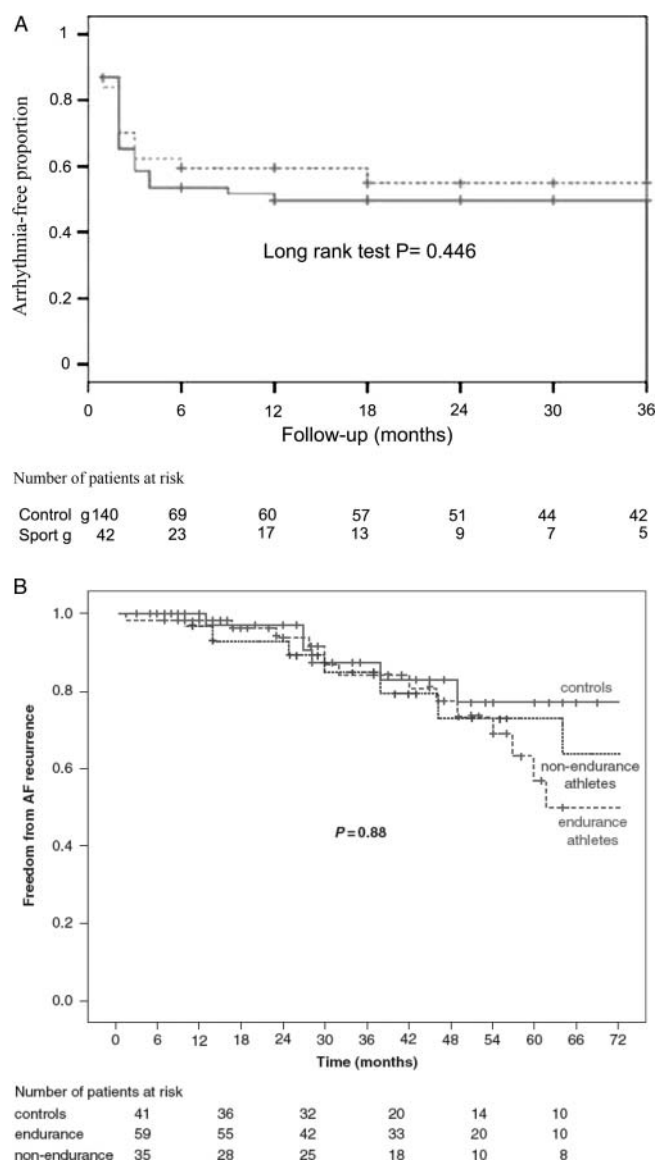 A
Arrhythmia-free proportion
1
0.8
0.6
0.4
0.2
0
Long rank test P= 0.446
0 6 12 18 24 30 36
Follow-up (months)
Number of patients at risk
Control g 140 69 60 57 51 44 42
Sport g 42 23 17 13 9 7 5
B
Freedom from AF recurrence
1.0
0.8
0.6
0.4
0.2
0.0
controls
non-endurance
athletes
endurance
athletes
P=0.88
0 6 12 18 24 30 36 42 48 54 60 66 72
Time (months)
Number of patients at risk
controls 41 36 32 20 14 10
endurance 59 55 42 33 20 10
non-endurance 35 28 25 18 10 8